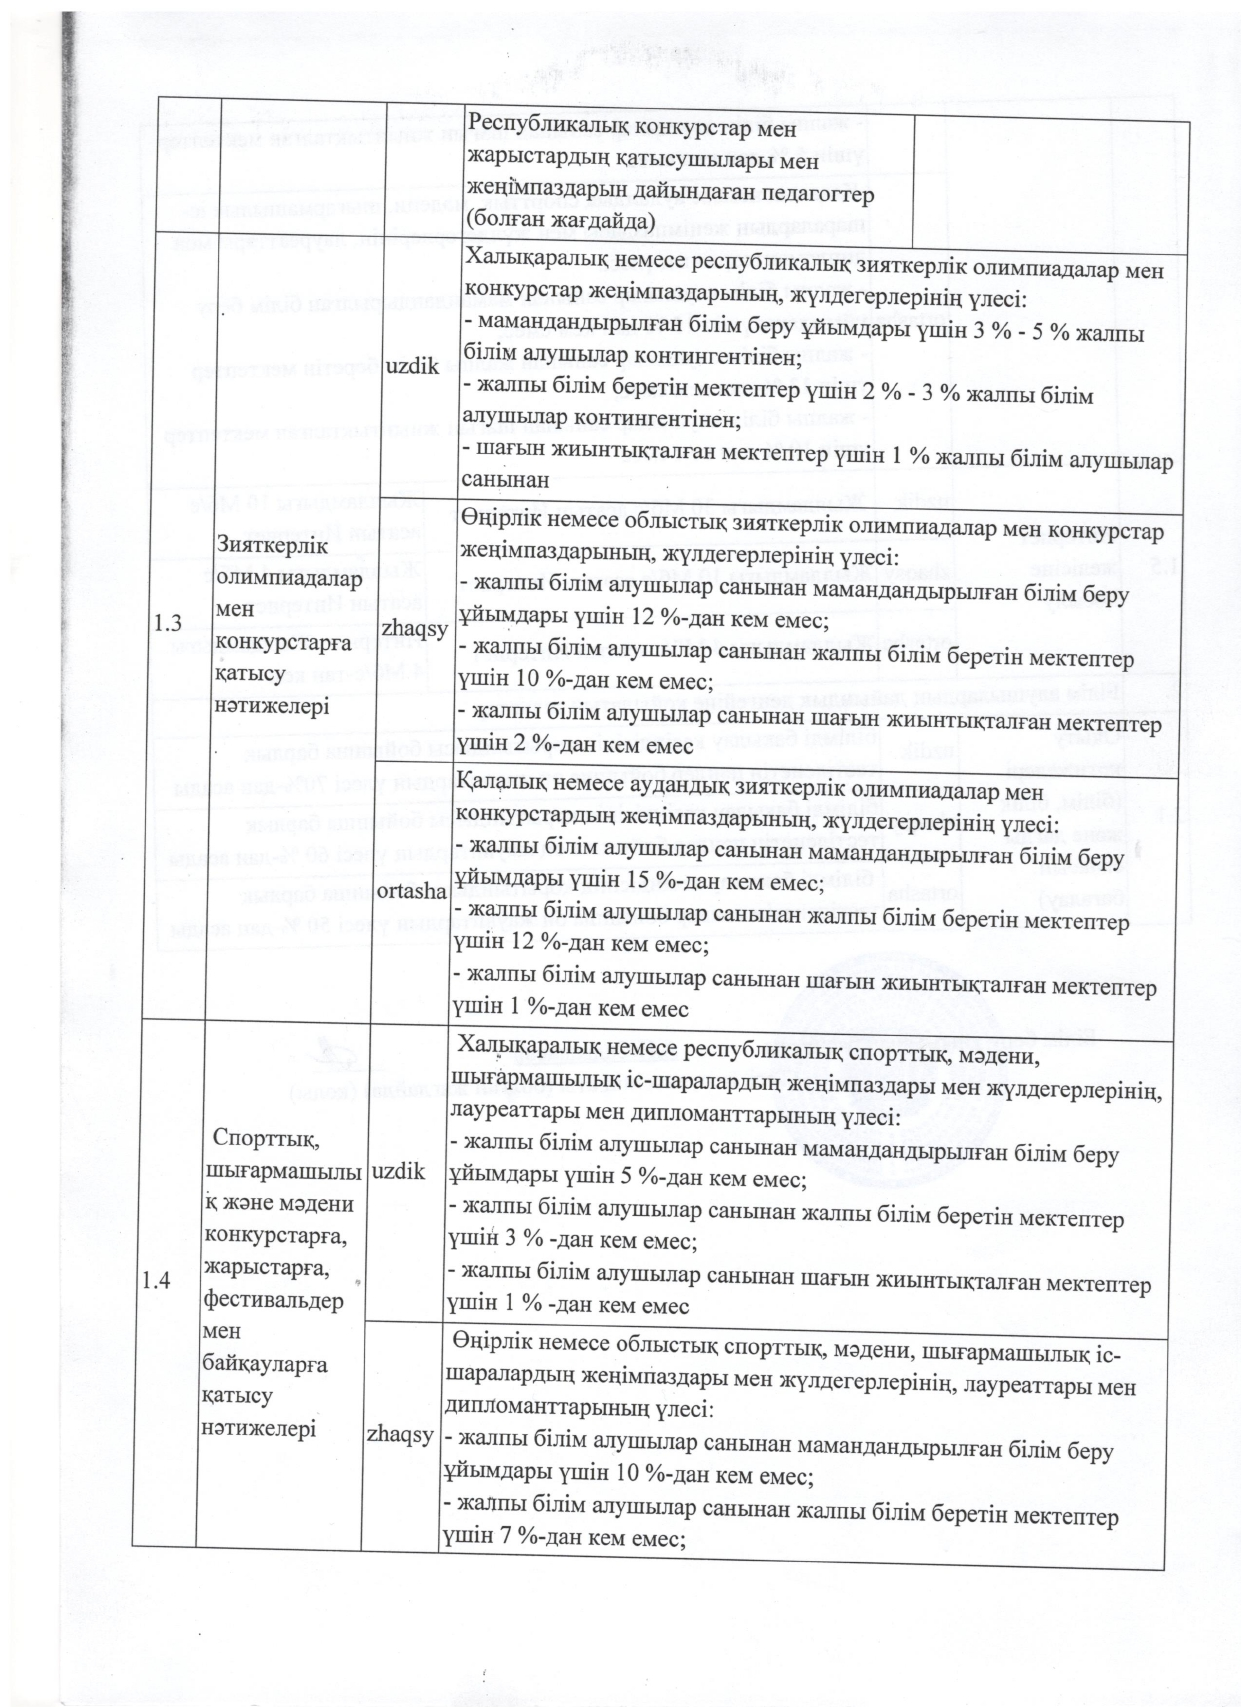 Республикалық конкурстар мен
жарыстардың қатысушылары мен
жеңімпаздарын дайындаған педагогтер
(болған жағдайда)
1.3
Зияткерлік
олимпиадалар
мен
конкурстарға
қатысу
нәтижелері
uzdik
Халықаралық немесе республикалық зияткерлік олимпиадалар мен
конкурстар жеңімпаздарының, жүлдегерлерінің үлесі:
- мамандандырылған білім беру ұйымдары үшін 3 % - 5 % жалпы
білім алушылар контингентінен;
- жалпы білім беретін мектептер үшін 2 % - 3 % жалпы білім
алушылар контингентінен;
- шағын жиынтықталған мектептер үшін 1 % жалпы білім алушылар
санынан
zhaqsy
Өңірлік немесе облыстық зияткерлік олимпиадалар мен конкурстар
жеңімпаздарының, жүлдегерлерінің үлесі:
- жалпы білім алушылар санынан мамандандырылған білім беру
ұйымдары үшін 12 %-дан кем емес;
- жалпы білім алушылар санынан жалпы білім беретін мектептер
үшін 10 %-дан кем емес;
- жалпы білім алушылар санынан шағын жиынтықталған мектептер
үшін 2 %-дан кем емес
ortasha
Қалалық немесе аудандық зияткерлік олимпиадалар мен
конкурстардың жеңімпаздарының, жүлдегерлерінің үлесі:
- жалпы білім алушылар санынан мамандандырылған білім беру
ұйымдары үшін 15 %-дан кем емес;
- жалпы білім алушылар санынан жалпы білім беретін мектептер
үшін 12 %-дан кем емес;
- жалпы білім алушылар санынан шағын жиынтықталған мектептер
үшін 1 %-дан кем емес
1.4
Спорттық,
шығармашылы
қ және мәдени
конкурстарға,
жарыстарға,
фестивальдер
мен
байқауларға
қатысу
нәтижелері
uzdik
Халықаралық немесе республикалық спорттық, мәдени,
шығармашылық іс-шаралардың жеңімпаздары мен жүлдегерлерінің,
лауреаттары мен дипломанттарының үлесі:
- жалпы білім алушылар санынан мамандандырылған білім беру
ұйымдары үшін 5 %-дан кем емес;
- жалпы білім алушылар санынан жалпы білім беретін мектептер
үшін 3 % -дан кем емес;
- жалпы білім алушылар санынан шағын жиынтықталған мектептер
үшін 1 % -дан кем емес
zhaqsy
Өңірлік немесе облыстық спорттық, мәдени, шығармашылық іс-
шаралардың жеңімпаздары мен жүлдегерлерінің, лауреаттары мен
дипломанттарының үлесі:
- жалпы білім алушылар санынан мамандандырылған білім беру
ұйымдары үшін 10 %-дан кем емес;
- жалпы білім алушылар санынан жалпы білім беретін мектептер
үшін 7 %-дан кем емес;